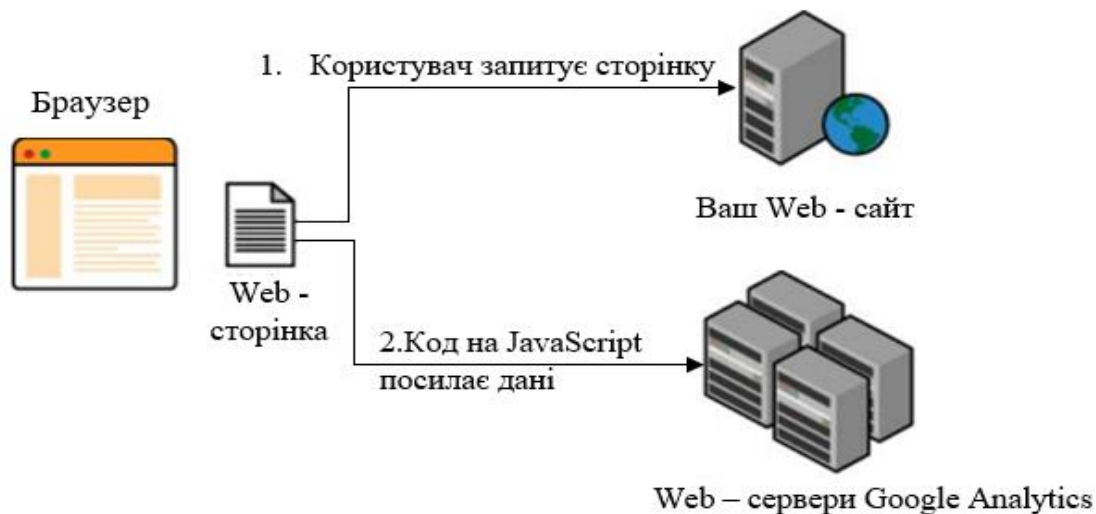 1. Користувач запитує сторінку
Браузер
Ваш Web - сайт
Web -
сторінка
2.Код на JavaScript
посилає дані
Web – сервери Google Analytics